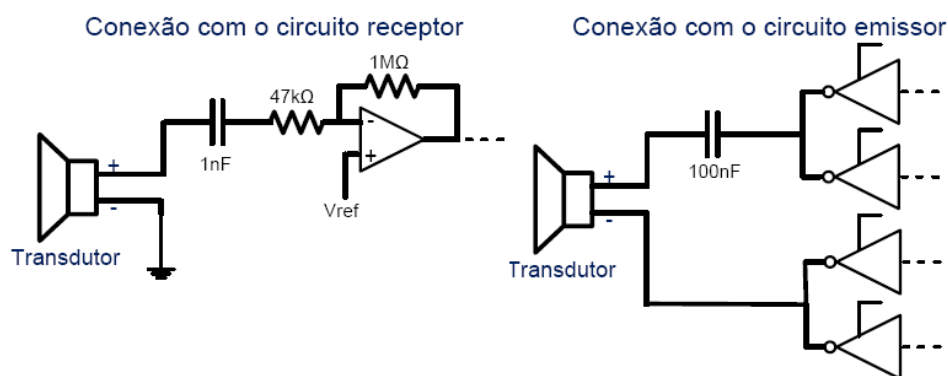 Conexão com o circuito receptor
1MΩ
47kΩ
-
+
1nF
+
-
Vref
Transdutor
Conexão com o circuito emissor
100nF
+
-
Transdutor